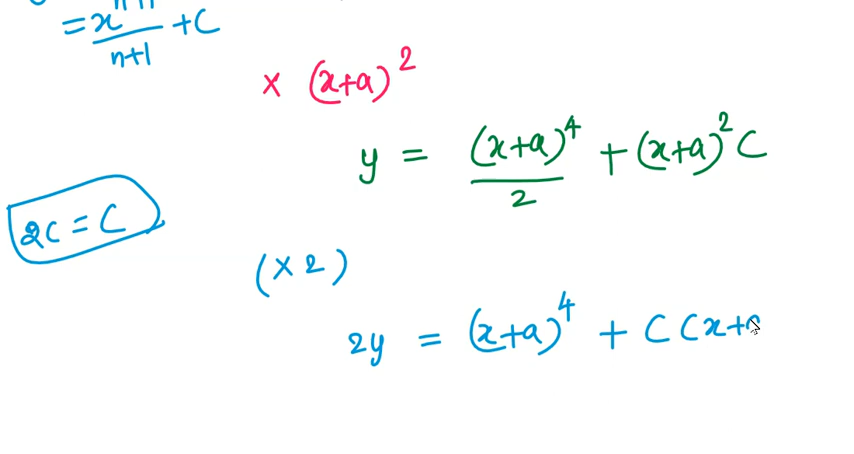 = x^{n+1}/(n+1) + C
× (x+a)^2
y = (x+a)^4/2 + (x+a)^2 C
2C = C
(×2)
2y = (x+a)^4 + C (x+